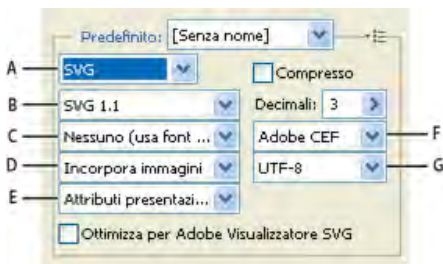 Predefinito: [Senza nome]
A SVG Compresso
B SVG 1.1 Decimali: 3
C Nessuno (usa font ... Adobe CEF F
D Incorpora immagini UTF-8 G
E Attributi presentazi...
Ottimizza per Adobe Visualizzatore SVG